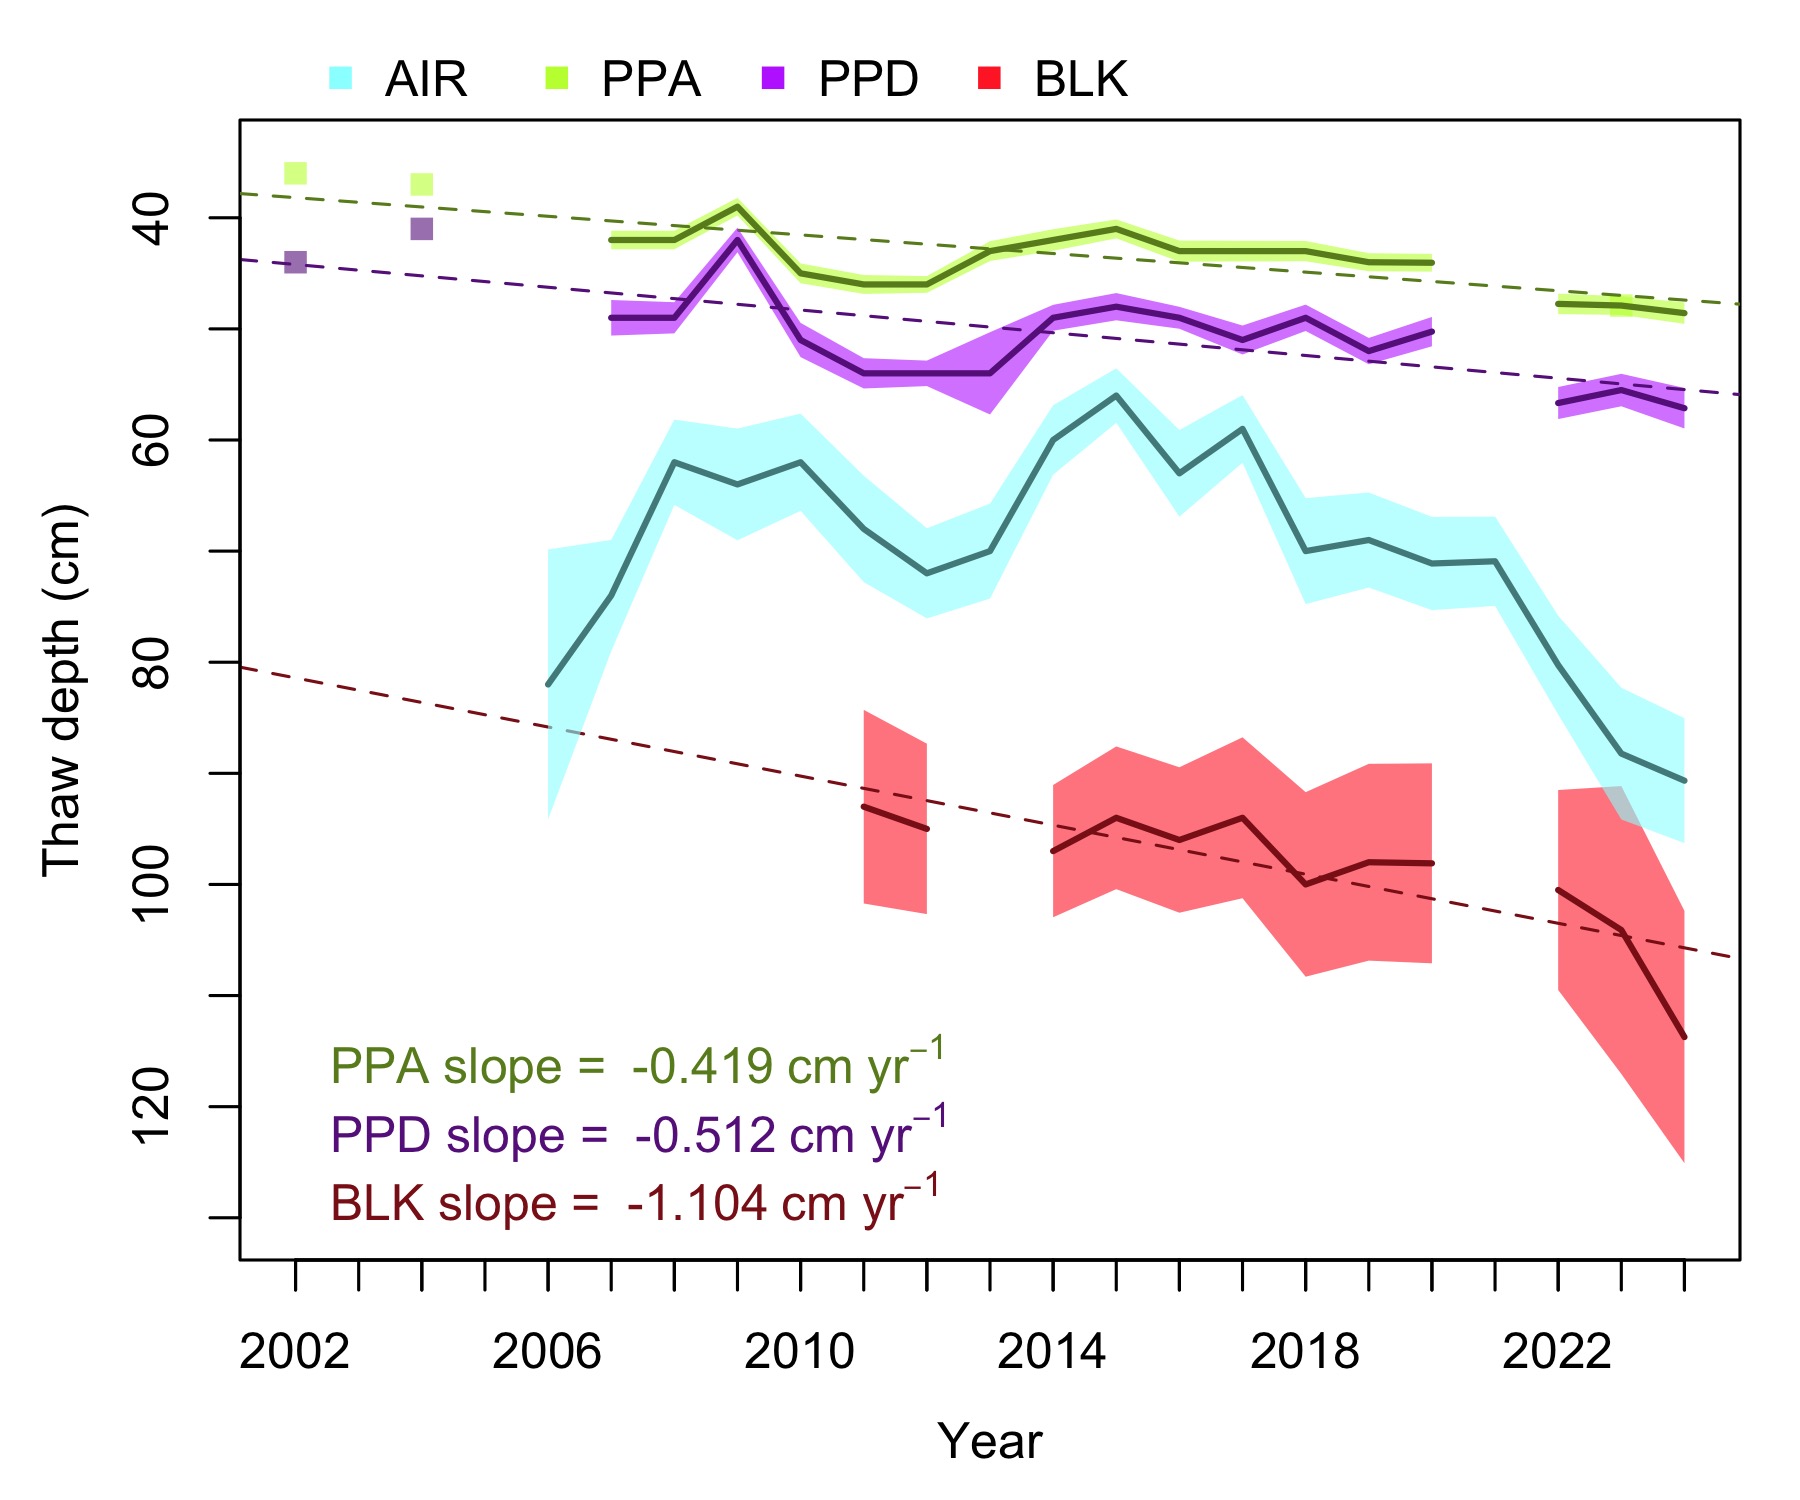 AIR PPA PPD BLK
40
60
80
100
120
Thaw depth (cm)
PPA slope = -0.419 cm yr⁻¹
PPD slope = -0.512 cm yr⁻¹
BLK slope = -1.104 cm yr⁻¹
2002 2006 2010 2014 2018 2022
Year